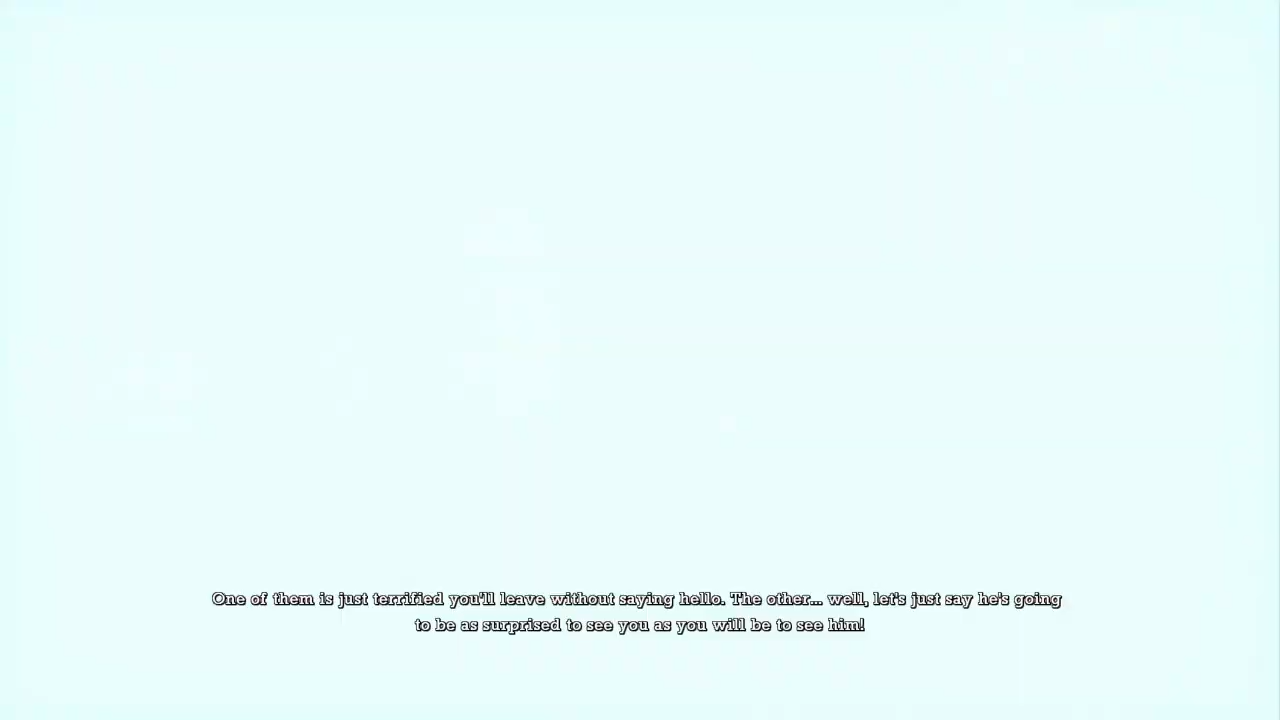 One of them is just terrified you'll leave without saying hello. The other... well, let's just say he's going
to be as surprised to see you as you will be to see him!